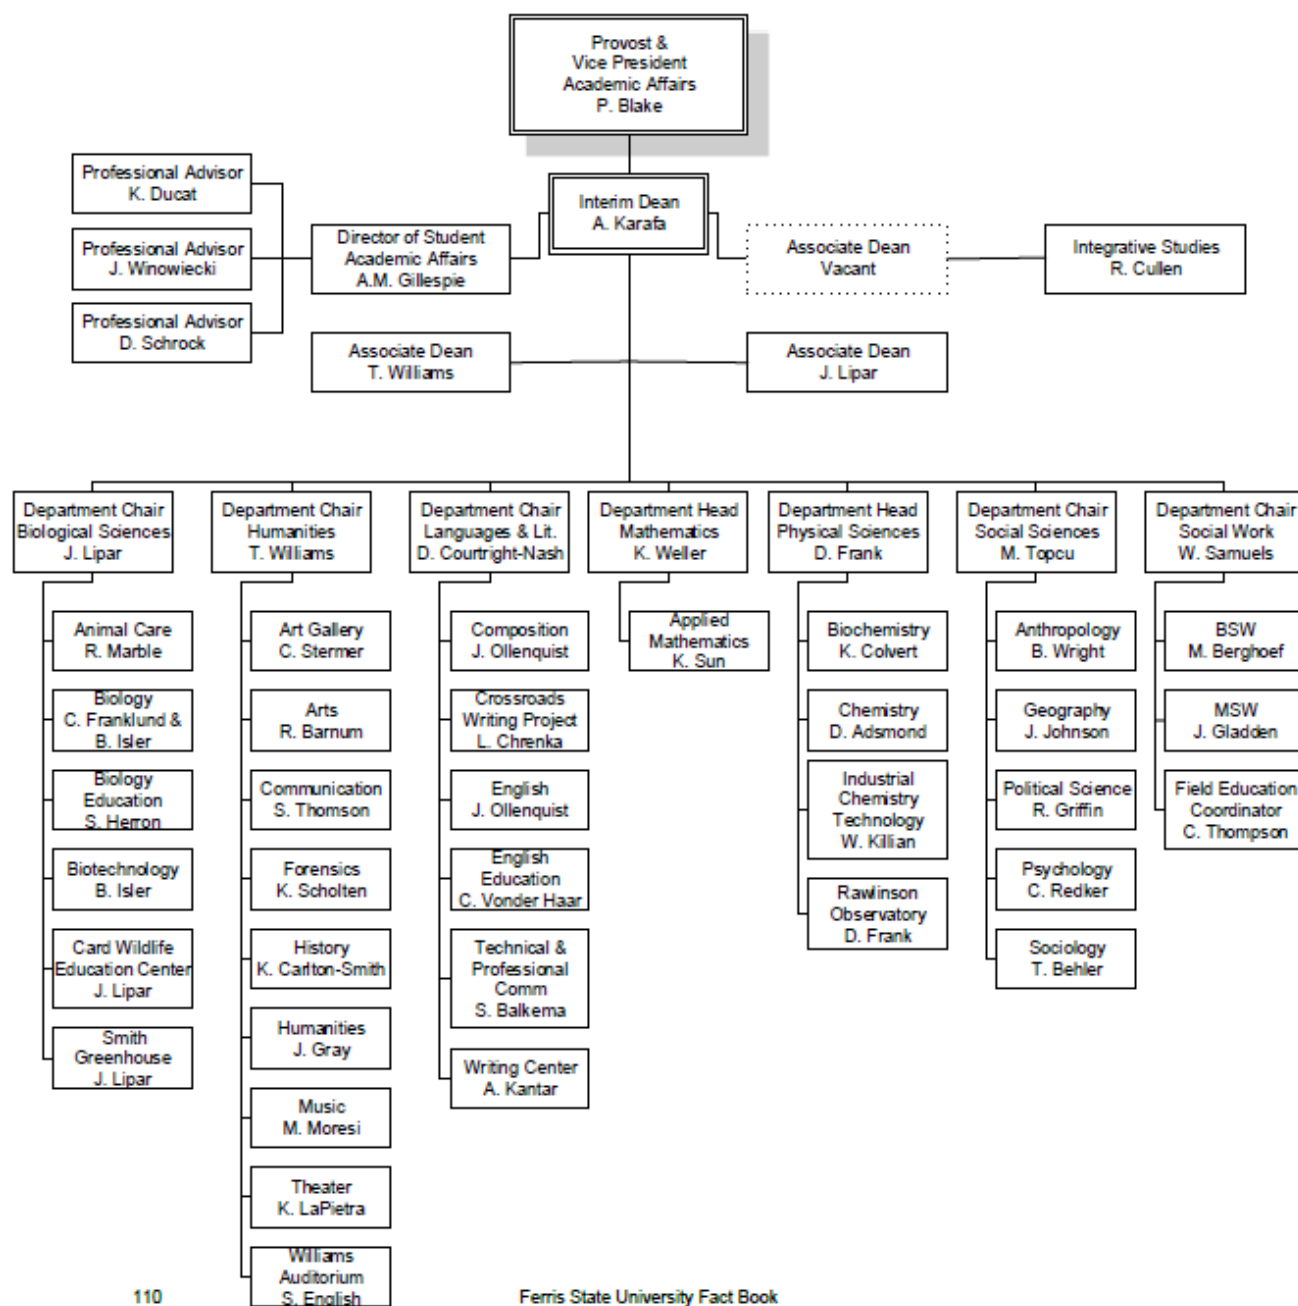 Provost &
Vice President
Academic Affairs
P. Blake
Interim Dean
A. Karafa
Professional Advisor
K. Ducat
Professional Advisor
J. Winowiecki
Professional Advisor
D. Schrock
Director of Student
Academic Affairs
A.M. Gillespie
Associate Dean
Vacant
Integrative Studies
R. Cullen
Associate Dean
T. Williams
Associate Dean
J. Lipar
Department Chair
Biological Sciences
J. Lipar
Animal Care
R. Marble
Biology
C. Franklund &
B. Isler
Biology
Education
S. Herron
Biotechnology
B. Isler
Card Wildlife
Education Center
J. Lipar
Smith
Greenhouse
J. Lipar
Department Chair
Humanities
T. Williams
Art Gallery
C. Stermer
Arts
R. Barnum
Communication
S. Thomson
Forensics
K. Scholten
History
K. Carlton-Smith
Humanities
J. Gray
Music
M. Moresi
Theater
K. LaPietra
Williams
Auditorium
S. English
Department Chair
Languages & Lit.
D. Courtright-Nash
Composition
J. Ollenquist
Crossroads
Writing Project
L. Chrenka
English
J. Ollenquist
English
Education
C. Vonder Haar
Technical &
Professional
Comm
S. Balkema
Writing Center
A. Kantar
Department Head
Mathematics
K. Weller
Applied
Mathematics
K. Sun
Department Head
Physical Sciences
D. Frank
Biochemistry
K. Colvert
Chemistry
D. Adsmond
Industrial
Chemistry
Technology
W. Killian
Rawlinson
Observatory
D. Frank
Department Chair
Social Sciences
M. Topcu
Anthropology
B. Wright
Geography
J. Johnson
Political Science
R. Griffin
Psychology
C. Redker
Sociology
T. Behler
Department Chair
Social Work
W. Samuels
BSW
M. Berghoef
MSW
J. Gladden
Field Education
Coordinator
C. Thompson
110
Ferris State University Fact Book